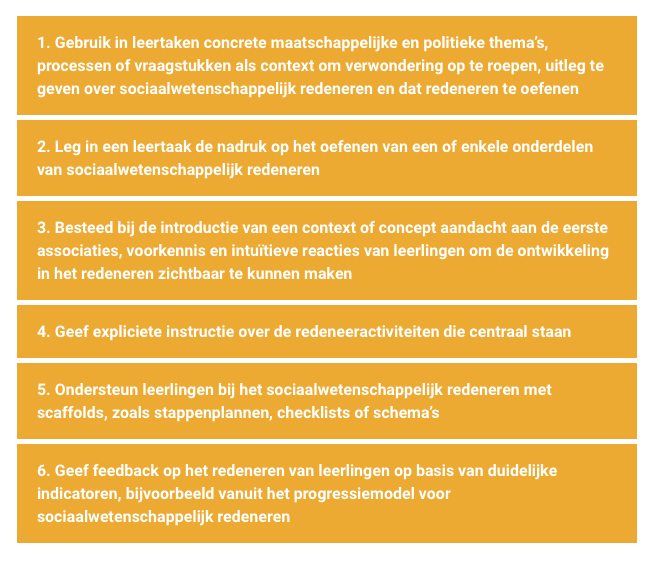 1. Gebruik in leertaken concrete maatschappelijke en politieke thema’s,
processen of vraagstukken als context om verwondering op te roepen, uitleg te
geven over sociaalwetenschappelijk redeneren en dat redeneren te oefenen
2. Leg in een leertaak de nadruk op het oefenen van een of enkele onderdelen
van sociaalwetenschappelijk redeneren
3. Besteed bij de introductie van een context of concept aandacht aan de eerste
associaties, voorkennis en intuïtieve reacties van leerlingen om de ontwikkeling
in het redeneren zichtbaar te kunnen maken
4. Geef expliciete instructie over de redeneeractiviteiten die centraal staan
5. Ondersteun leerlingen bij het sociaalwetenschappelijk redeneren met
scaffolds, zoals stappenplannen, checklists of schema’s
6. Geef feedback op het redeneren van leerlingen op basis van duidelijke
indicatoren, bijvoorbeeld vanuit het progressiemodel voor
sociaalwetenschappelijk redeneren